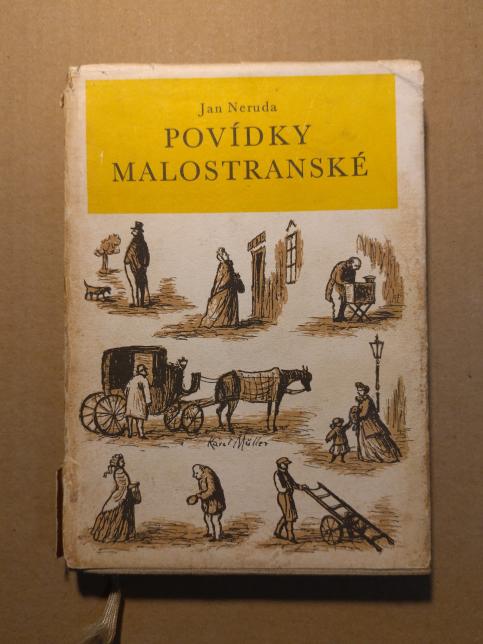 Jan Neruda
POVÍDKY
MALOSTRANSKÉ
Karel Müller